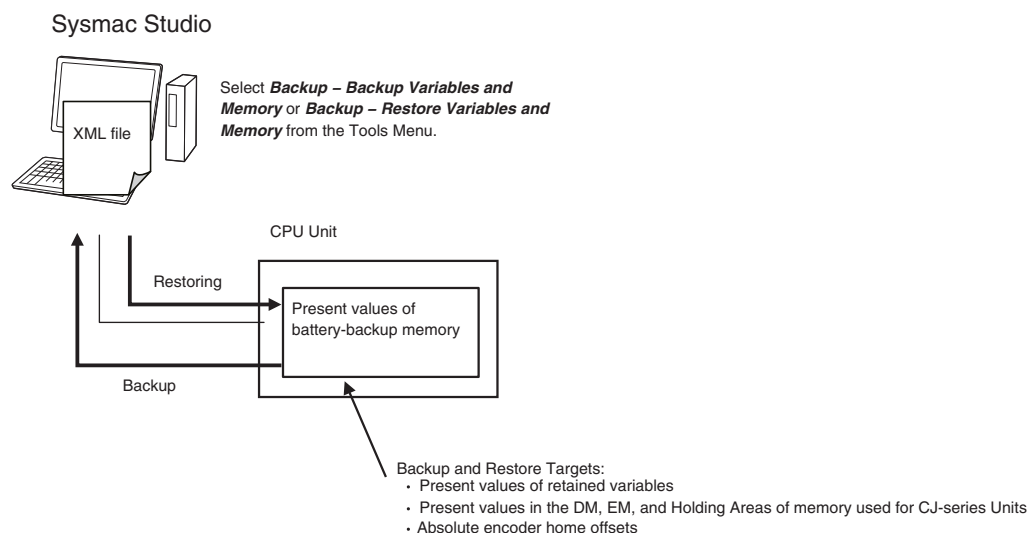 Sysmac Studio
XML file
Select Backup – Backup Variables and
Memory or Backup – Restore Variables and
Memory from the Tools Menu.
CPU Unit
Restoring
Present values of
battery-backup memory
Backup
Backup and Restore Targets:
• Present values of retained variables
• Present values in the DM, EM, and Holding Areas of memory used for CJ-series Units
• Absolute encoder home offsets